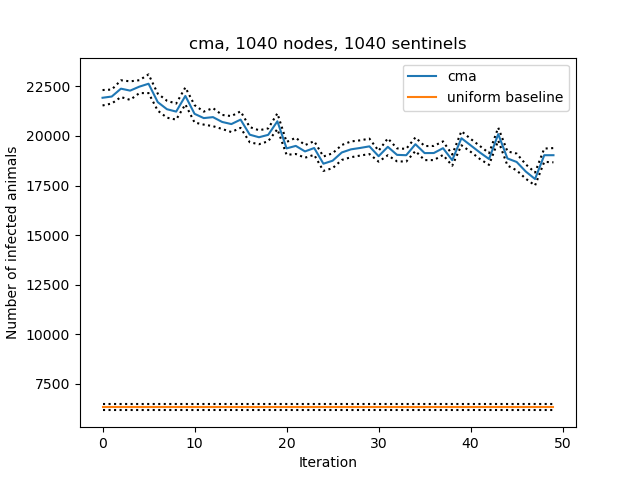 cma, 1040 nodes, 1040 sentinels
cma
uniform baseline
Number of infected animals
22500
20000
17500
15000
12500
10000
7500
0
10
20
30
40
50
Iteration